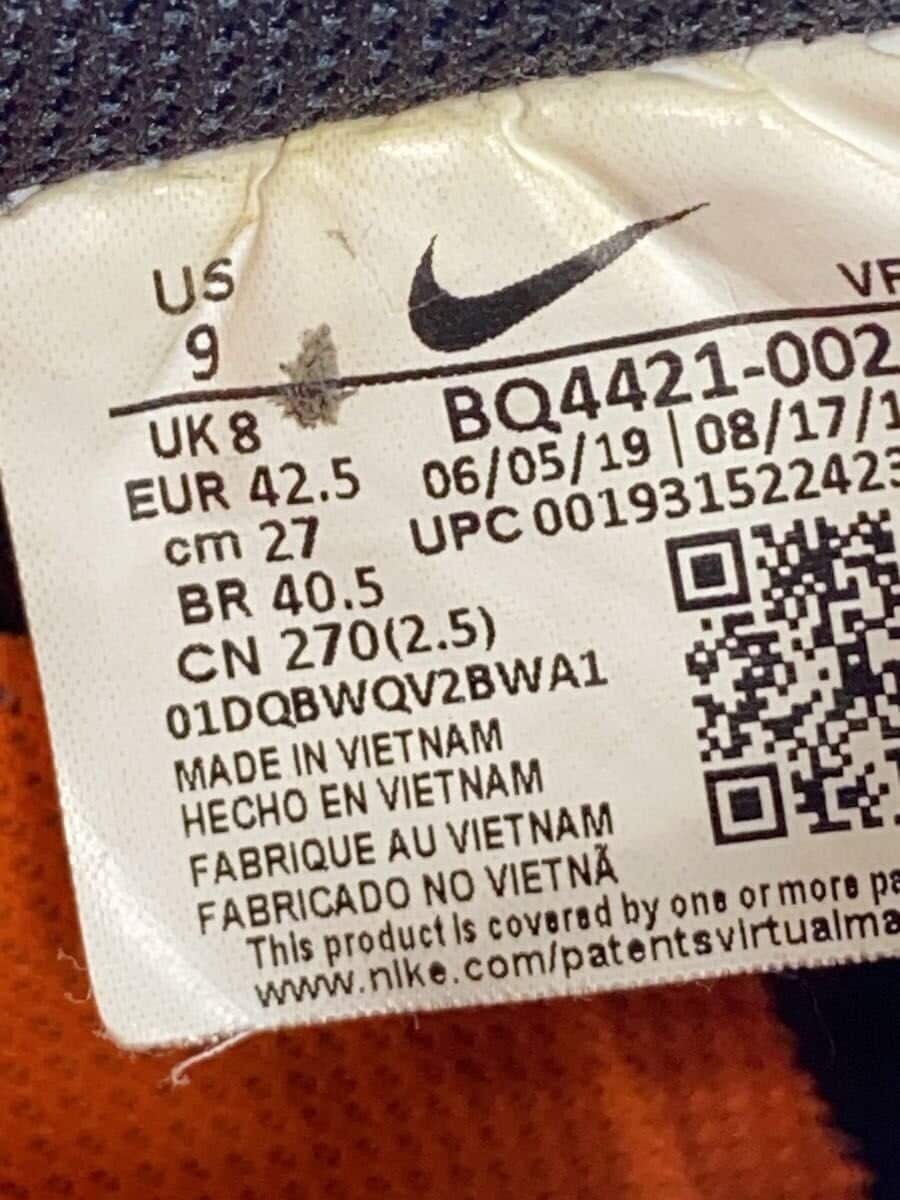 US
9
VF
UK 8
BQ4421-002
EUR 42.5
06/05/19 | 08/17/1
cm 27
UPC 00193152242
BR 40.5
CN 270(2.5)
01DQBWQV2BWA1
MADE IN VIETNAM
HECHO EN VIETNAM
FABRIQUE AU VIETNAM
FABRICADO NO VIETNÃ
This product is covered by one or more pa
www.nike.com/patentsvirtualma